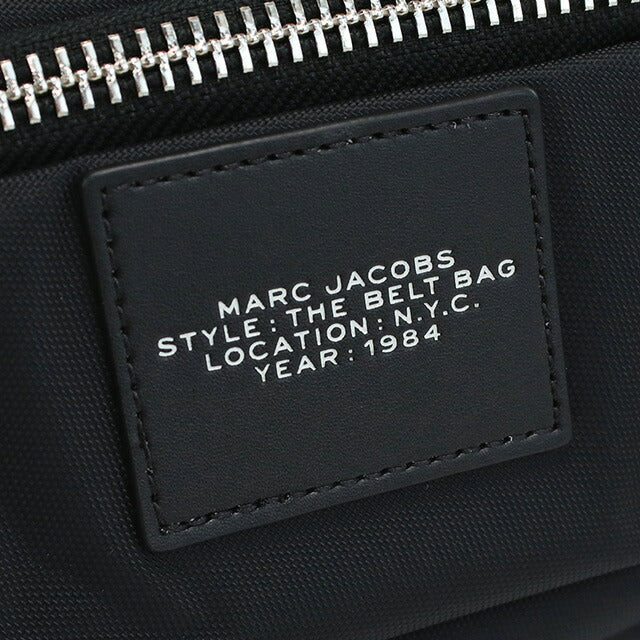 MARC JACOBS
STYLE: THE BELT BAG
LOCATION: N.Y.C.
YEAR: 1984